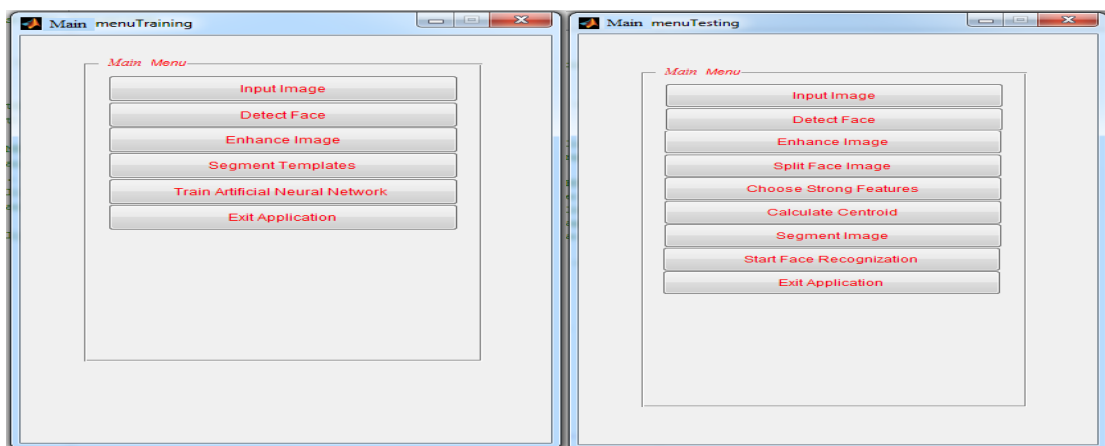 Main menuTraining
Main Menu
Input Image
Detect Face
Enhance Image
Segment Templates
Train Artificial Neural Network
Exit Application
Main menuTesting
Main Menu
Input Image
Detect Face
Enhance Image
Split Face Image
Choose Strong Features
Calculate Centroid
Segment Image
Start Face Recognization
Exit Application